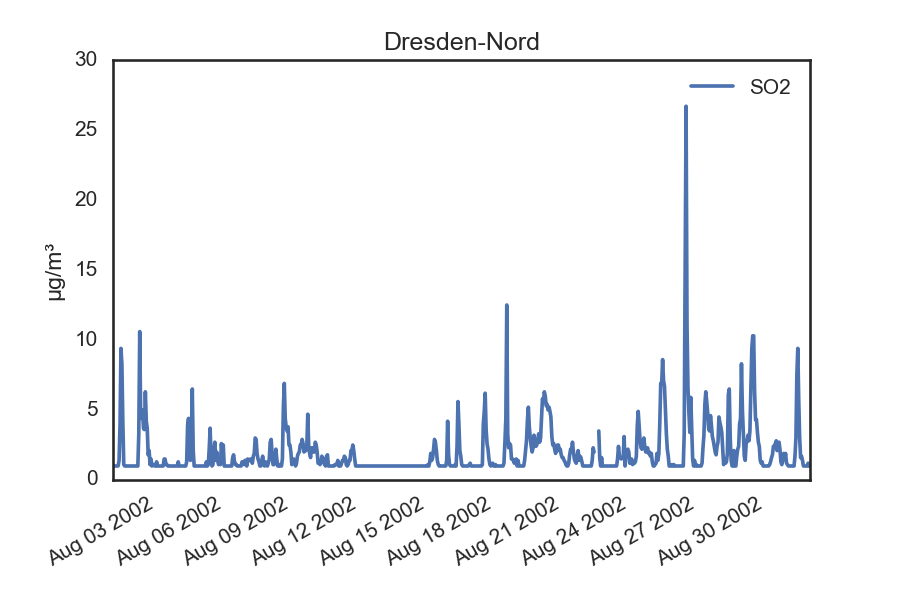 Dresden-Nord
30
25
20
15
10
5
0
µg/m³
SO2
Aug 03 2002
Aug 06 2002
Aug 09 2002
Aug 12 2002
Aug 15 2002
Aug 18 2002
Aug 21 2002
Aug 24 2002
Aug 27 2002
Aug 30 2002